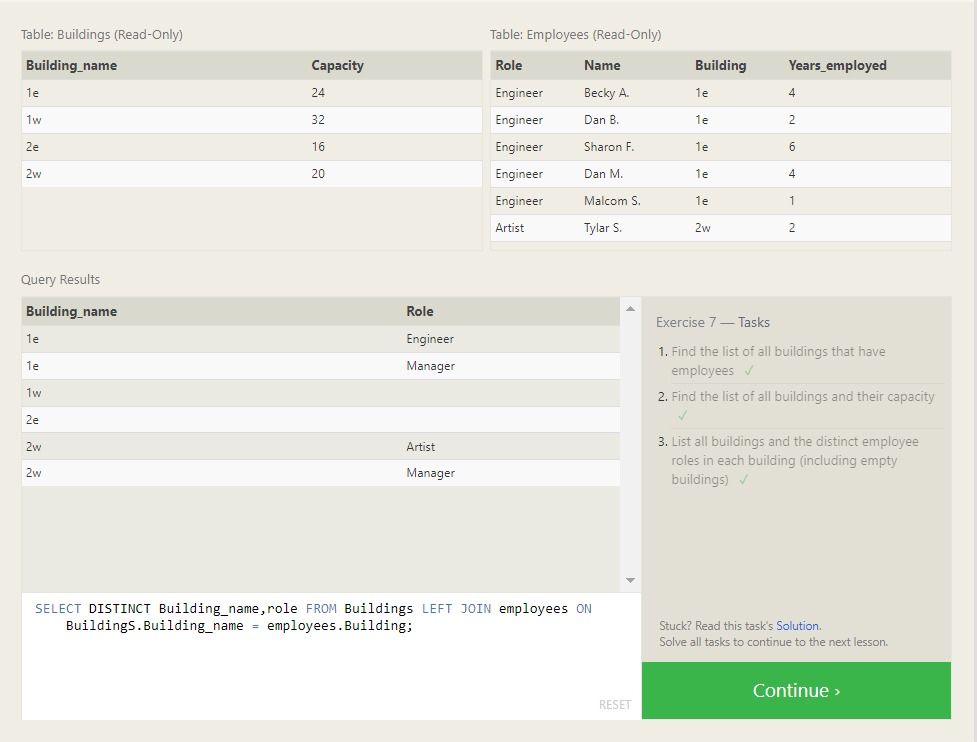 Table: Buildings (Read-Only)
Building_name Capacity
1e 24
1w 32
2e 16
2w 20
Table: Employees (Read-Only)
Role Name Building Years_employed
Engineer Becky A. 1e 4
Engineer Dan B. 1e 2
Engineer Sharon F. 1e 6
Engineer Dan M. 1e 4
Engineer Malcom S. 1e 1
Artist Tylar S. 2w 2
Query Results
Building_name Role
1e Engineer
1e Manager
1w
2e
2w Artist
2w Manager
SELECT DISTINCT Building_name,role FROM Buildings LEFT JOIN employees ON
BuildingS.Building_name = employees.Building;
RESET
Exercise 7 — Tasks
1. Find the list of all buildings that have
employees ✓
2. Find the list of all buildings and their capacity
✓
3. List all buildings and the distinct employee
roles in each building (including empty
buildings) ✓
Stuck? Read this task's Solution.
Solve all tasks to continue to the next lesson.
Continue ›